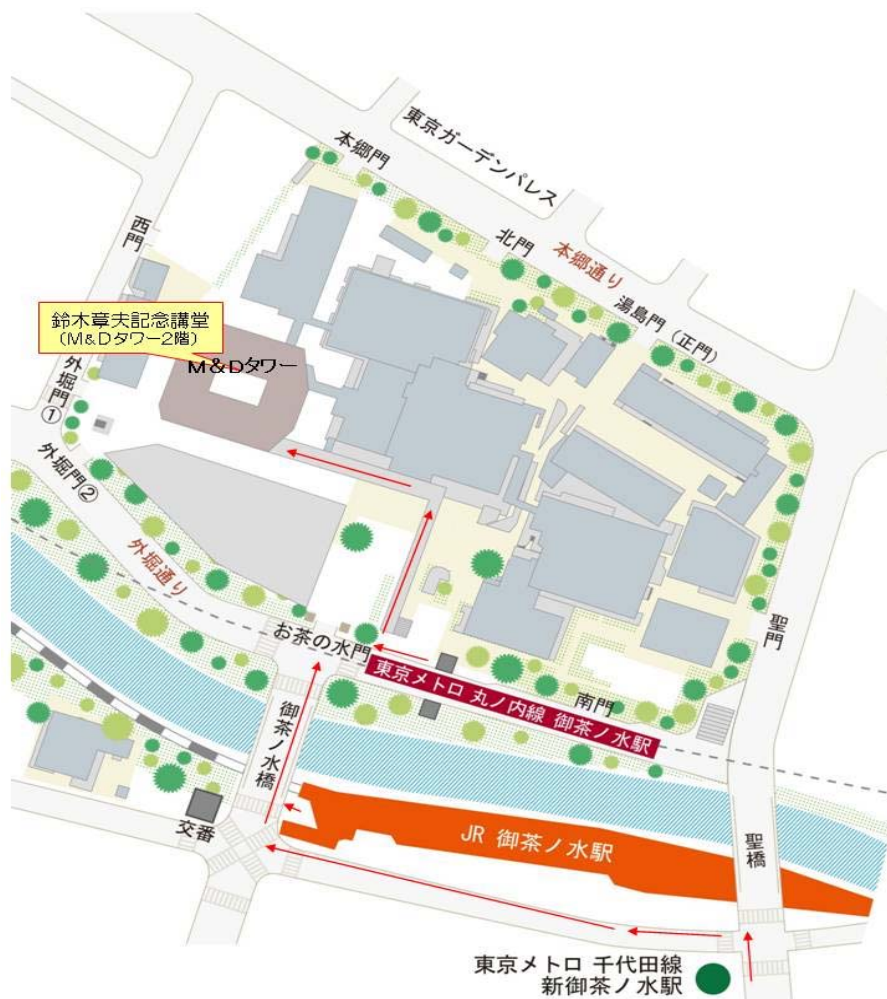 東京ガーデンパレス
本郷門
西門
北門
本郷通り
湯島門（正門）
鈴木章夫記念講堂
（M&Dタワー2階）
M&Dタワー
外堀門①
外堀門②
外堀通り
お茶の水門
東京メトロ 丸ノ内線 御茶ノ水駅
南門
聖門
御茶ノ水橋
交番
JR 御茶ノ水駅
聖橋
東京メトロ 千代田線
新御茶ノ水駅